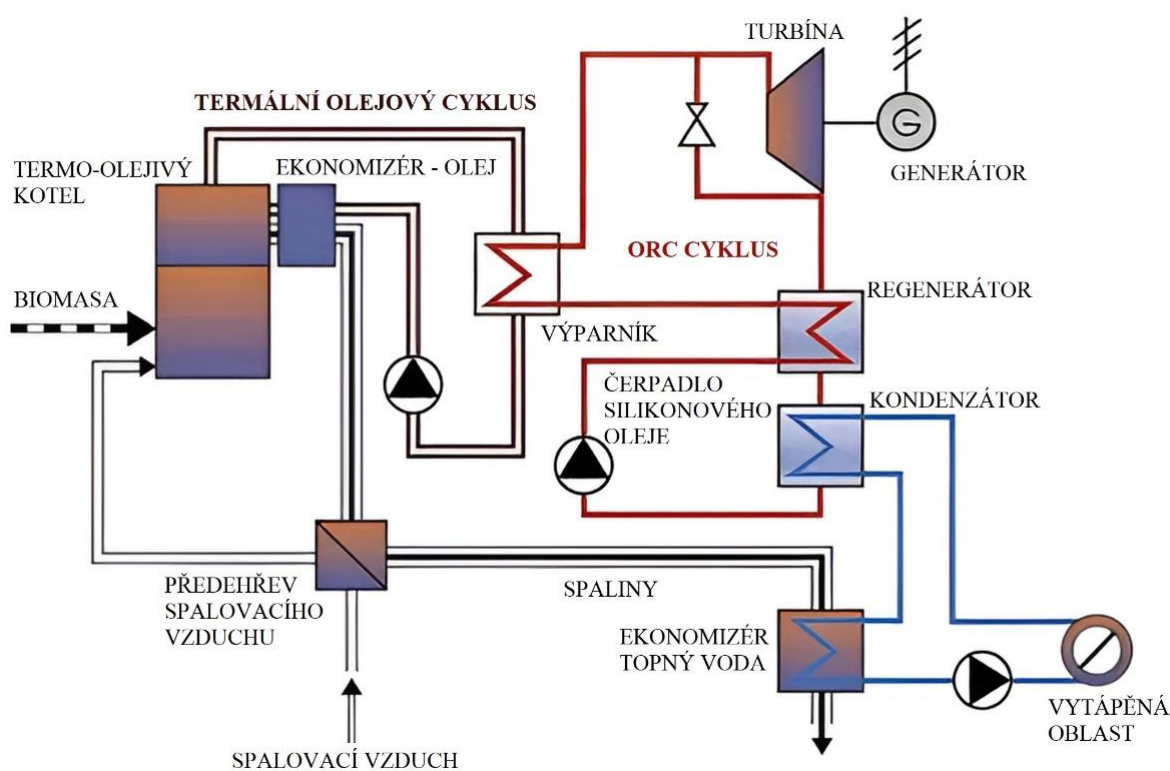 TURBÍNA
TERMÁLNÍ OLEJOVÝ CYKLUS
TERMO-OLEJIVÝ
KOTEL
EKONOMIZÉR - OLEJ
G
GENERÁTOR
ORC CYKLUS
BIOMASA
REGENERÁTOR
VÝPARNÍK
ČERPADLO
SILIKONOVÉHO
OLEJE
KONDENZÁTOR
PŘEDEHŘEV
SPALOVACÍHO
VZDUCHU
SPALINY
EKONOMIZÉR
TOPNÝ VODA
VYTÁPĚNÁ
OBLAST
SPALOVACÍ VZDUCH